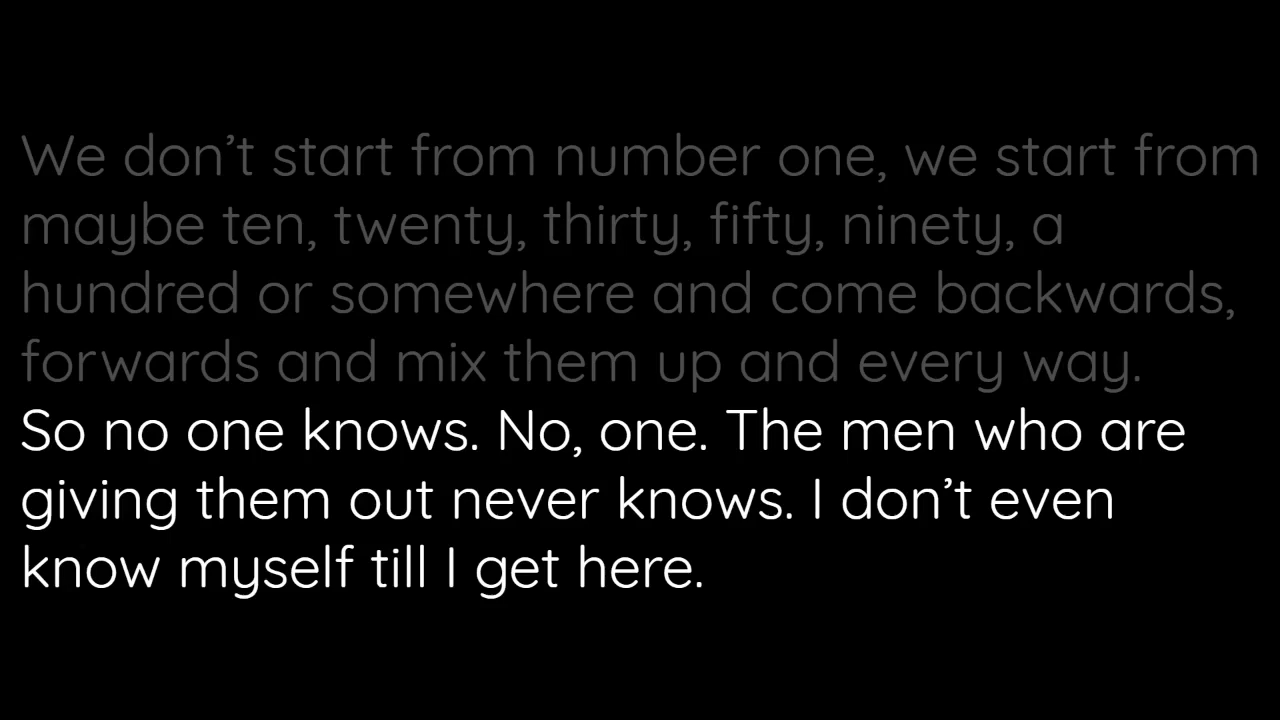 We don’t start from number one, we start from
maybe ten, twenty, thirty, fifty, ninety, a
hundred or somewhere and come backwards,
forwards and mix them up and every way.
So no one knows. No, one. The men who are
giving them out never knows. I don’t even
know myself till I get here.